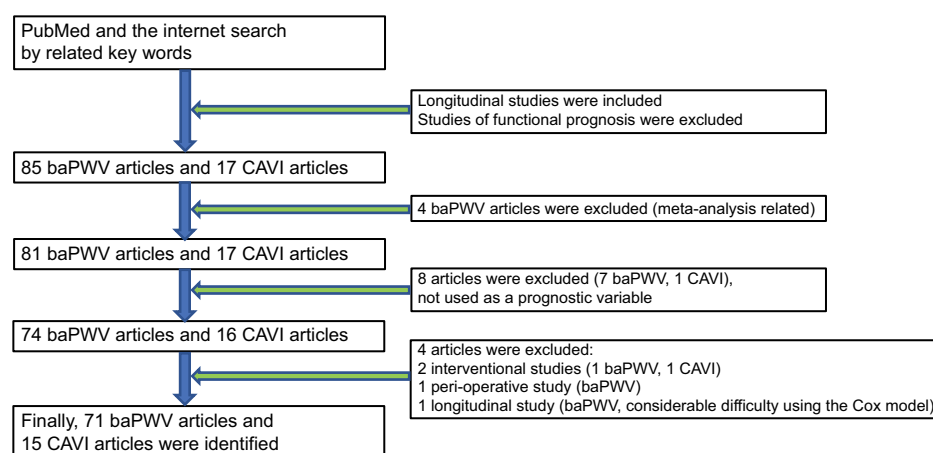 PubMed and the internet search
by related key words
Longitudinal studies were included
Studies of functional prognosis were excluded
85 baPWV articles and 17 CAVI articles
4 baPWV articles were excluded (meta-analysis related)
81 baPWV articles and 17 CAVI articles
8 articles were excluded (7 baPWV, 1 CAVI),
not used as a prognostic variable
74 baPWV articles and 16 CAVI articles
4 articles were excluded:
2 interventional studies (1 baPWV, 1 CAVI)
1 peri-operative study (baPWV)
1 longitudinal study (baPWV, considerable difficulty using the Cox model)
Finally, 71 baPWV articles and
15 CAVI articles were identified